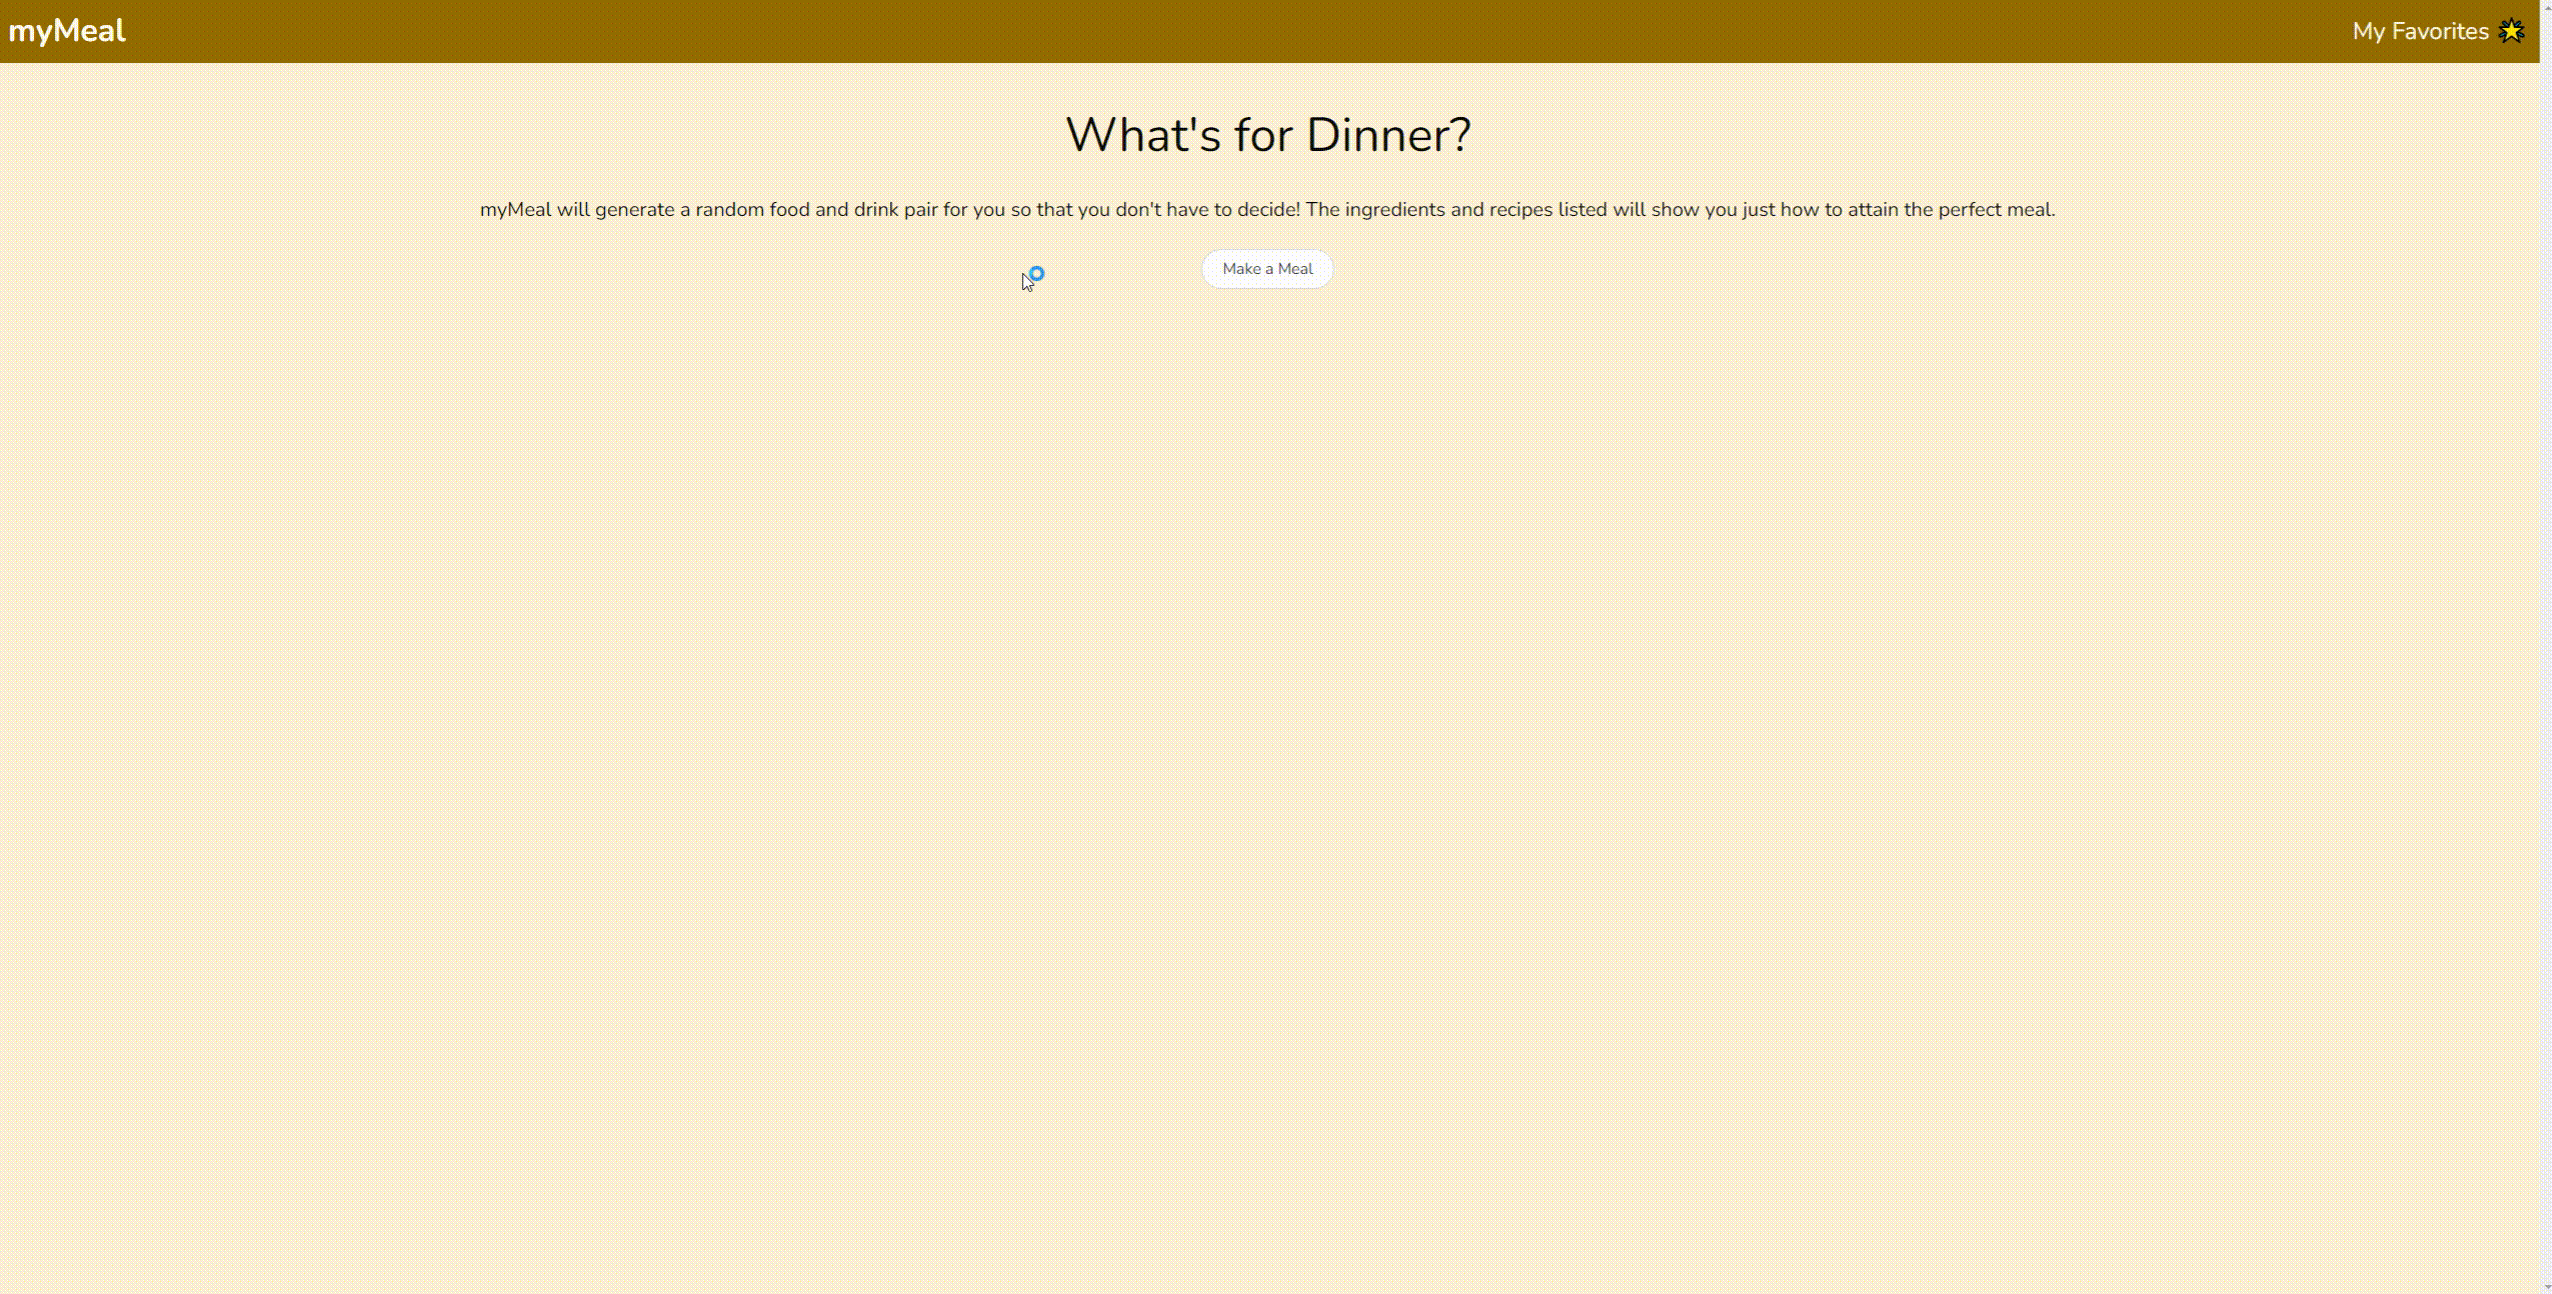 myMeal
My Favorites
What's for Dinner?
myMeal will generate a random food and drink pair for you so that you don't have to decide! The ingredients and recipes listed will show you just how to attain the perfect meal.
Make a Meal